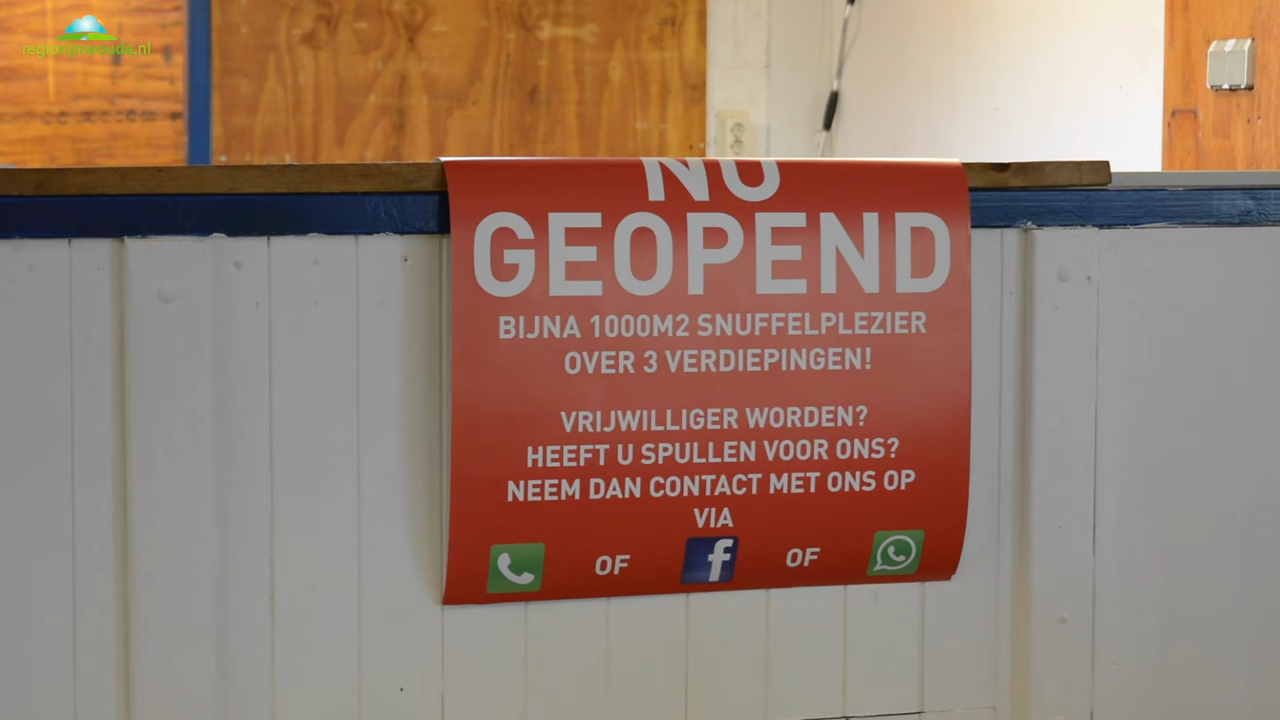 regiorijnwoude.nl
NU
GEOPEND
BIJNA 1000M2 SNUFFELPLEZIER
OVER 3 VERDIEPINGEN!
VRIJWILLIGER WORDEN?
HEEFT U SPULLEN VOOR ONS?
NEEM DAN CONTACT MET ONS OP
VIA
OF f OF